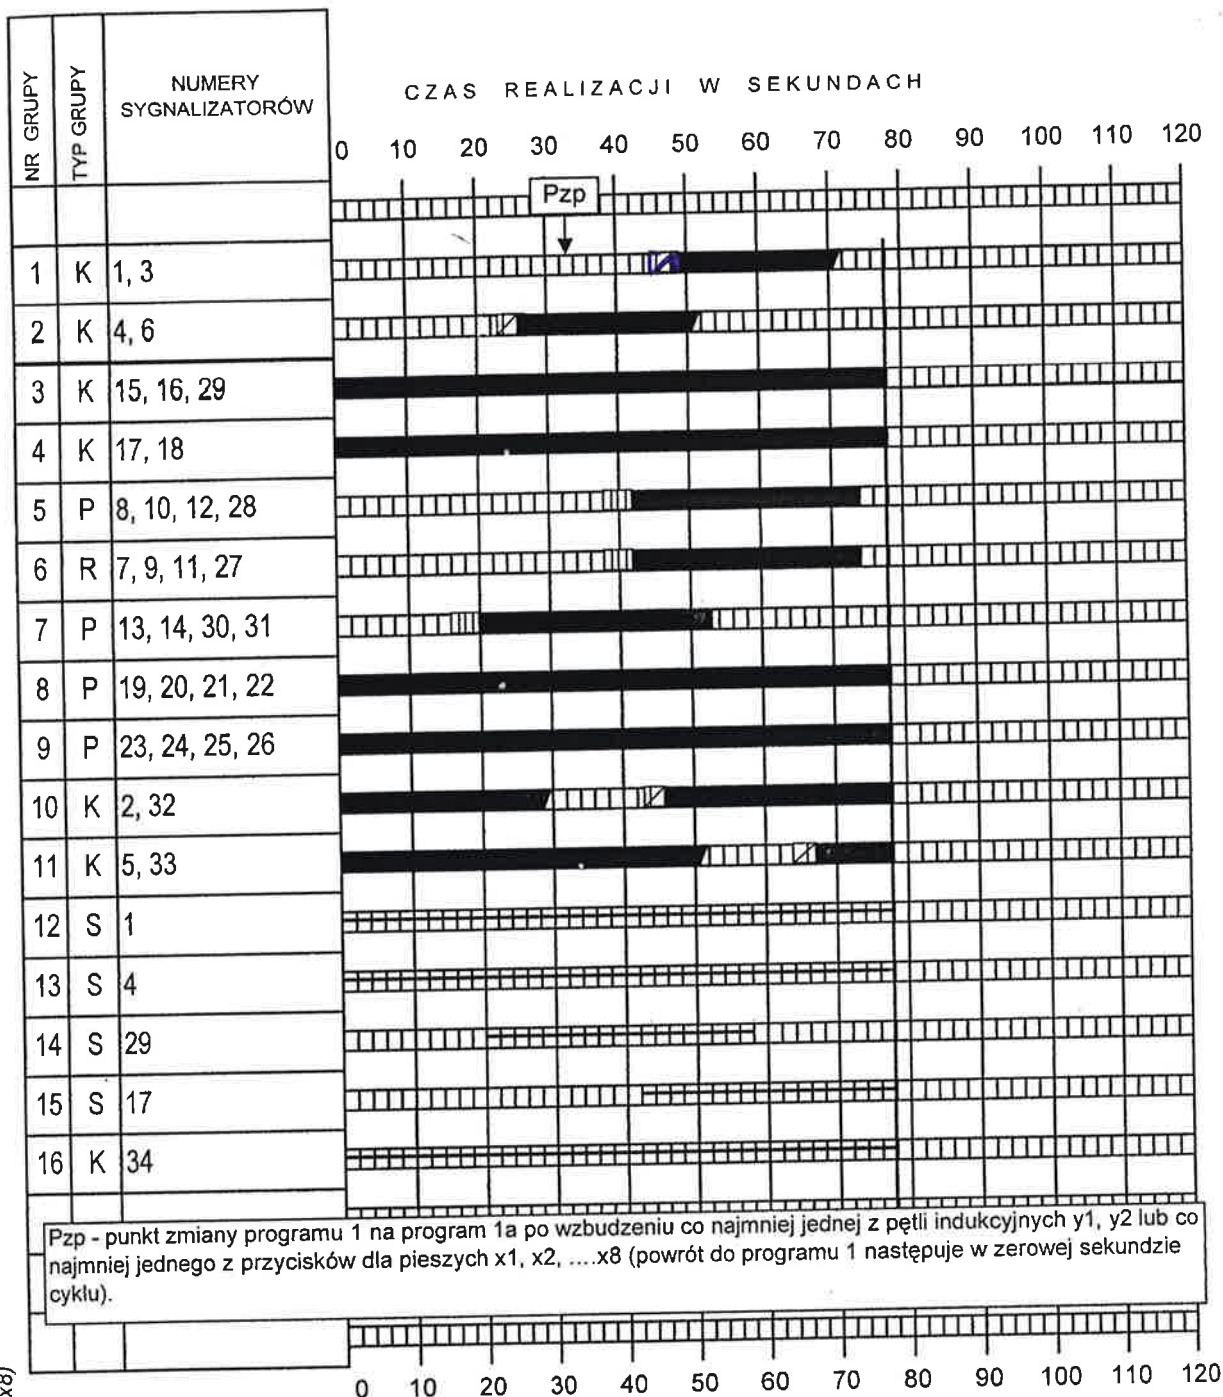 NR GRUPY
TYP GRUPY
NUMERY
SYGNALIZATORÓW
CZAS REALIZACJI W SEKUNDACH
0 10 20 30 40 50 60 70 80 90 100 110 120
Pzp
1 K 1, 3
2 K 4, 6
3 K 15, 16, 29
4 K 17, 18
5 P 8, 10, 12, 28
6 R 7, 9, 11, 27
7 P 13, 14, 30, 31
8 P 19, 20, 21, 22
9 P 23, 24, 25, 26
10 K 2, 32
11 K 5, 33
12 S 1
13 S 4
14 S 29
15 S 17
16 K 34
Pzp - punkt zmiany programu 1 na program 1a po wzbudzeniu co najmniej jednej z pętli indukcyjnych y1, y2 lub co
najmniej jednego z przycisków dla pieszych x1, x2, ....x8 (powrót do programu 1 następuje w zerowej sekundzie
cyklu).
0 10 20 30 40 50 60 70 80 90 100 110 120
x8)